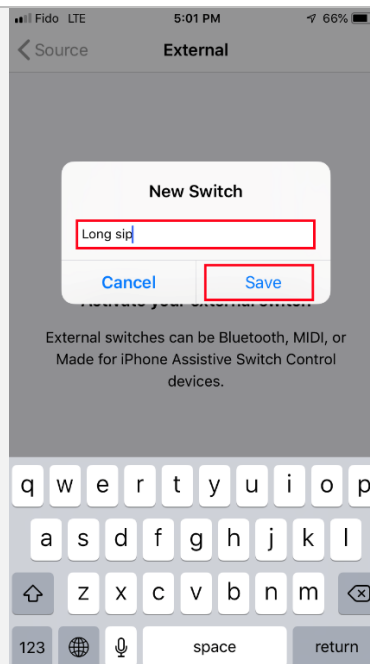 Fido LTE 5:01 PM 66%
Source External
New Switch
Long sip
Cancel Save
Activate your external switch
External switches can be Bluetooth, MIDI, or
Made for iPhone Assistive Switch Control
devices.
q w e r t y u i o p
a s d f g h j k l
z x c v b n m
123 space return